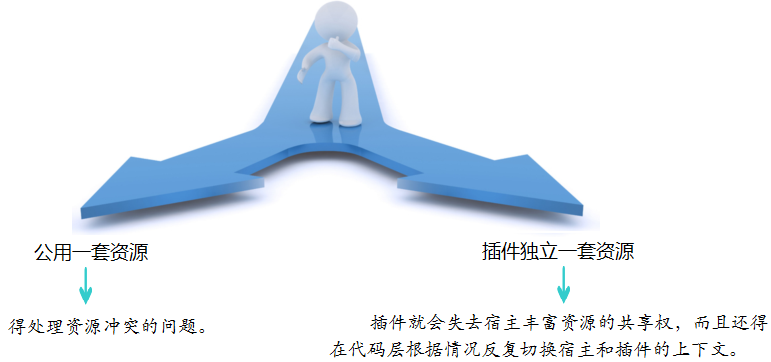 公用一套资源
插件独立一套资源
得处理资源冲突的问题。
插件就会失去宿主丰富资源的共享权，而且还得
在代码层根据情况反复切换宿主和插件的上下文。